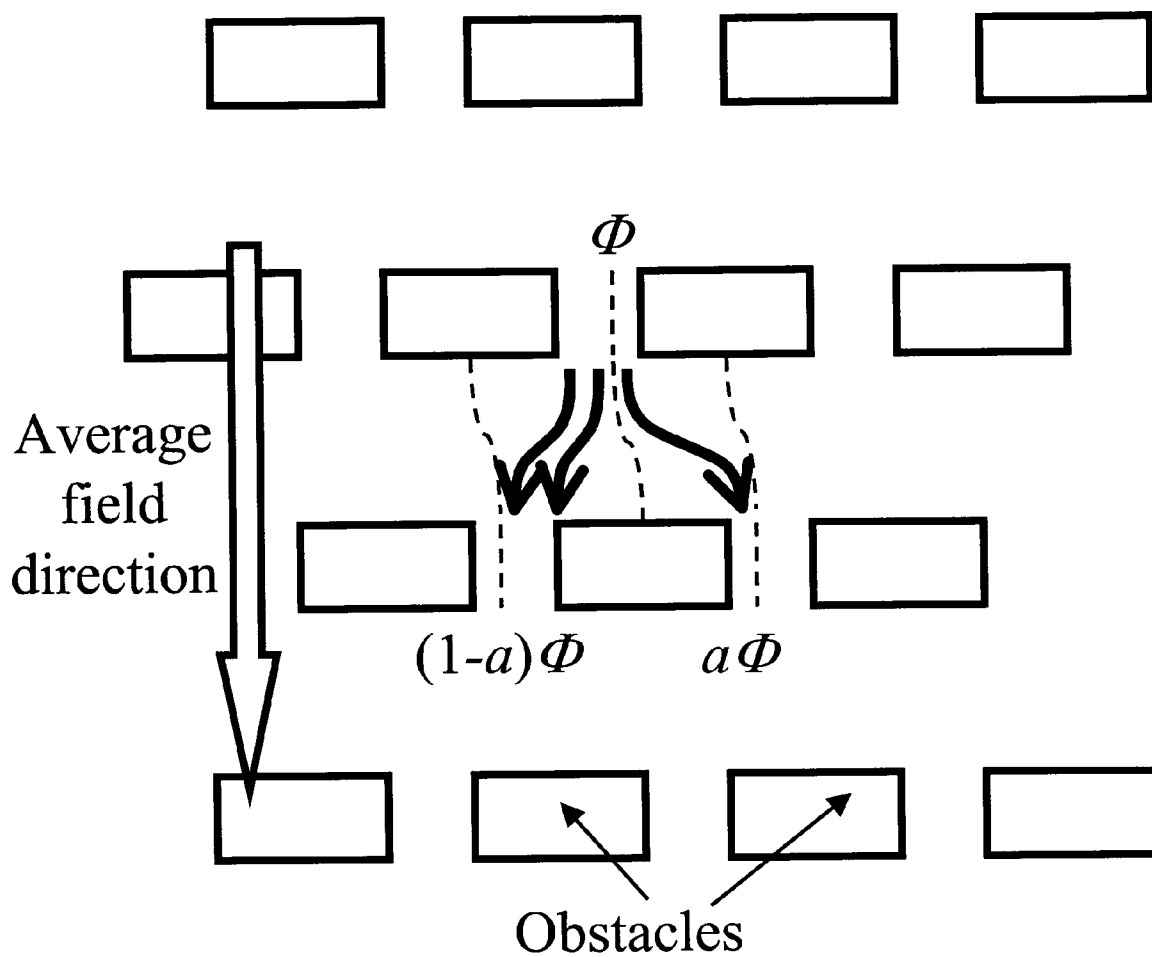 Φ
Average
field
direction
(1-a)Φ
aΦ
Obstacles